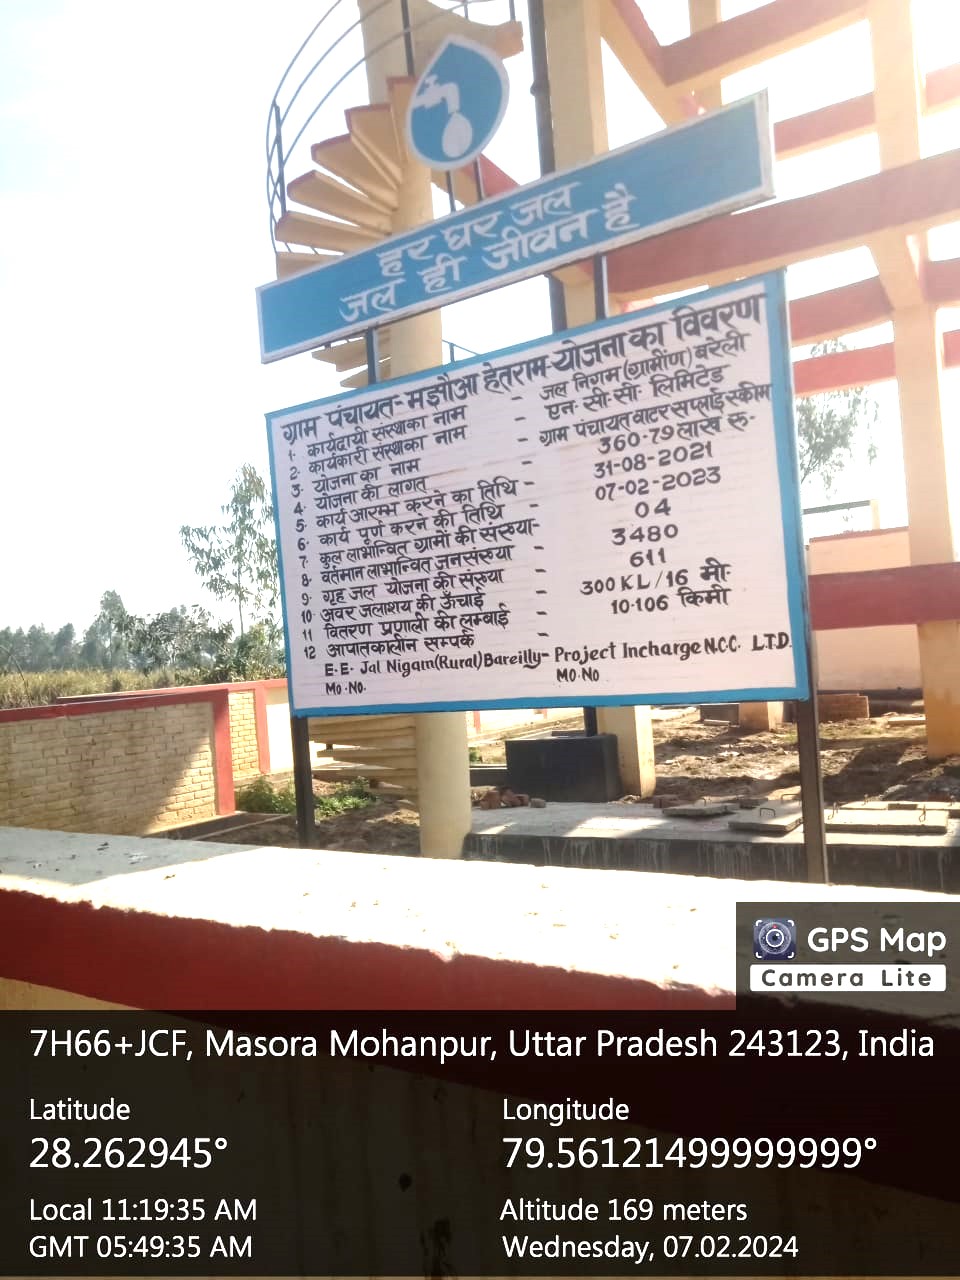 हर घर जल
जल ही जीवन है
ग्राम पंचायत- मझौआ हेतराम-योजना का विवरण
1. कार्यदायी संस्था का नाम - जल निगम (ग्रामीण) बरेली
2. कार्यकारी संस्था का नाम - एन. सी. सी. लिमिटेड
3. योजना का नाम - ग्राम पंचायत वाटर सप्लाई स्कीम
4. योजना की लागत - 360.79 लाख रू.
5. कार्य आरम्भ करने का तिथि - 31-08-2021
6. कार्य पूर्ण करने की तिथि - 07-02-2023
7. कुल लाभान्वित ग्रामों की संख्या- 04
8. वर्तमान लाभान्वित जनसंख्या - 3480
9. गृह जल योजना की संख्या - 611
10. अवर जलाशय की ऊँचाई - 300 KL/16 मी.
11 वितरण प्रणाली की लम्बाई - 10.106 किमी
12 आपातकालीन सम्पर्क -
E.E. Jal Nigam (Rural) Bareilly- Project Incharge N.C.C. LTD.
MO.NO. MO.NO
GPS Map
Camera Lite
7H66+JCF, Masora Mohanpur, Uttar Pradesh 243123, India
Latitude Longitude
28.262945° 79.56121499999999°
Local 11:19:35 AM Altitude 169 meters
GMT 05:49:35 AM Wednesday, 07.02.2024